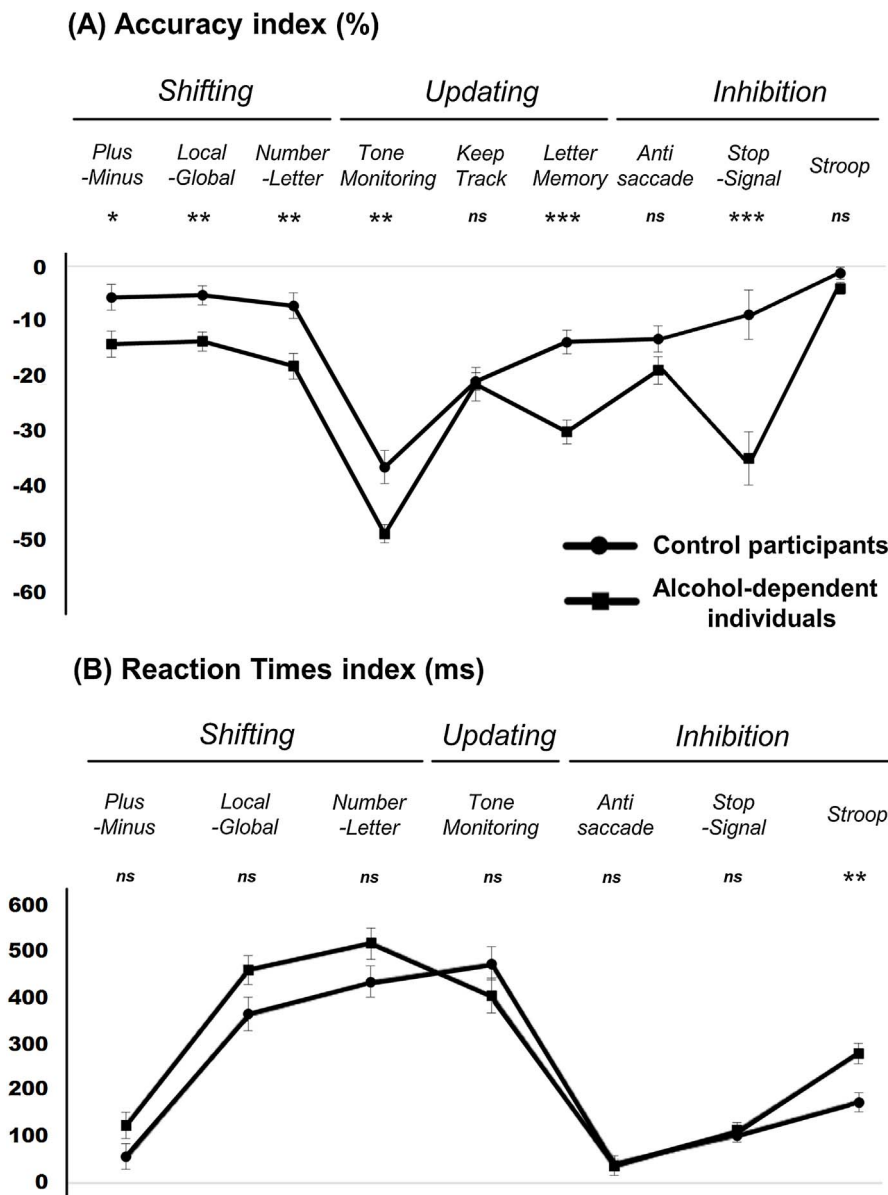 (A) Accuracy index (%)
Shifting Updating Inhibition
Plus Local Number Tone Keep Letter Anti Stop Stroop
-Minus -Global -Letter Monitoring Track Memory saccade -Signal
* ** ** ** ns *** ns *** ns
0
-10
-20
-30
-40
-50
-60
Control participants
Alcohol-dependent
individuals
(B) Reaction Times index (ms)
Shifting Updating Inhibition
Plus Local Number Tone Anti Stop Stroop
-Minus -Global -Letter Monitoring saccade -Signal
ns ns ns ns ns ns **
600
500
400
300
200
100
0